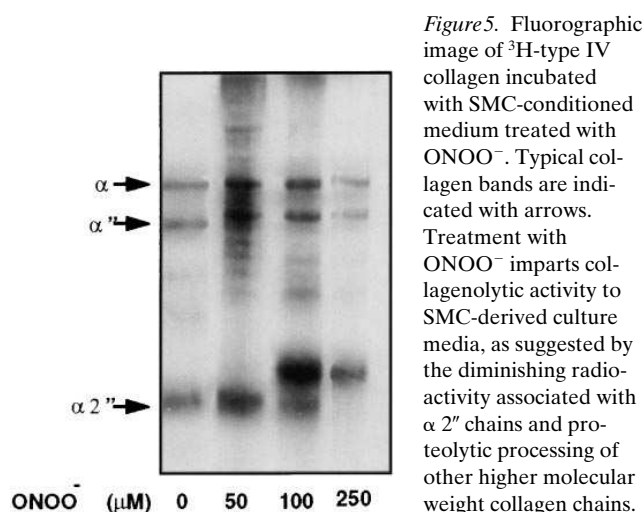 Figure 5. Fluorographic
image of ³H-type IV
collagen incubated
with SMC-conditioned
medium treated with
ONOO⁻. Typical col-
lagen bands are indi-
cated with arrows.
Treatment with
ONOO⁻ imparts col-
lagenolytic activity to
SMC-derived culture
media, as suggested by
the diminishing radio-
activity associated with
α 2″ chains and pro-
teolytic processing of
other higher molecular
weight collagen chains.
α
α "
α 2 "
ONOO⁻ (μM) 0 50 100 250